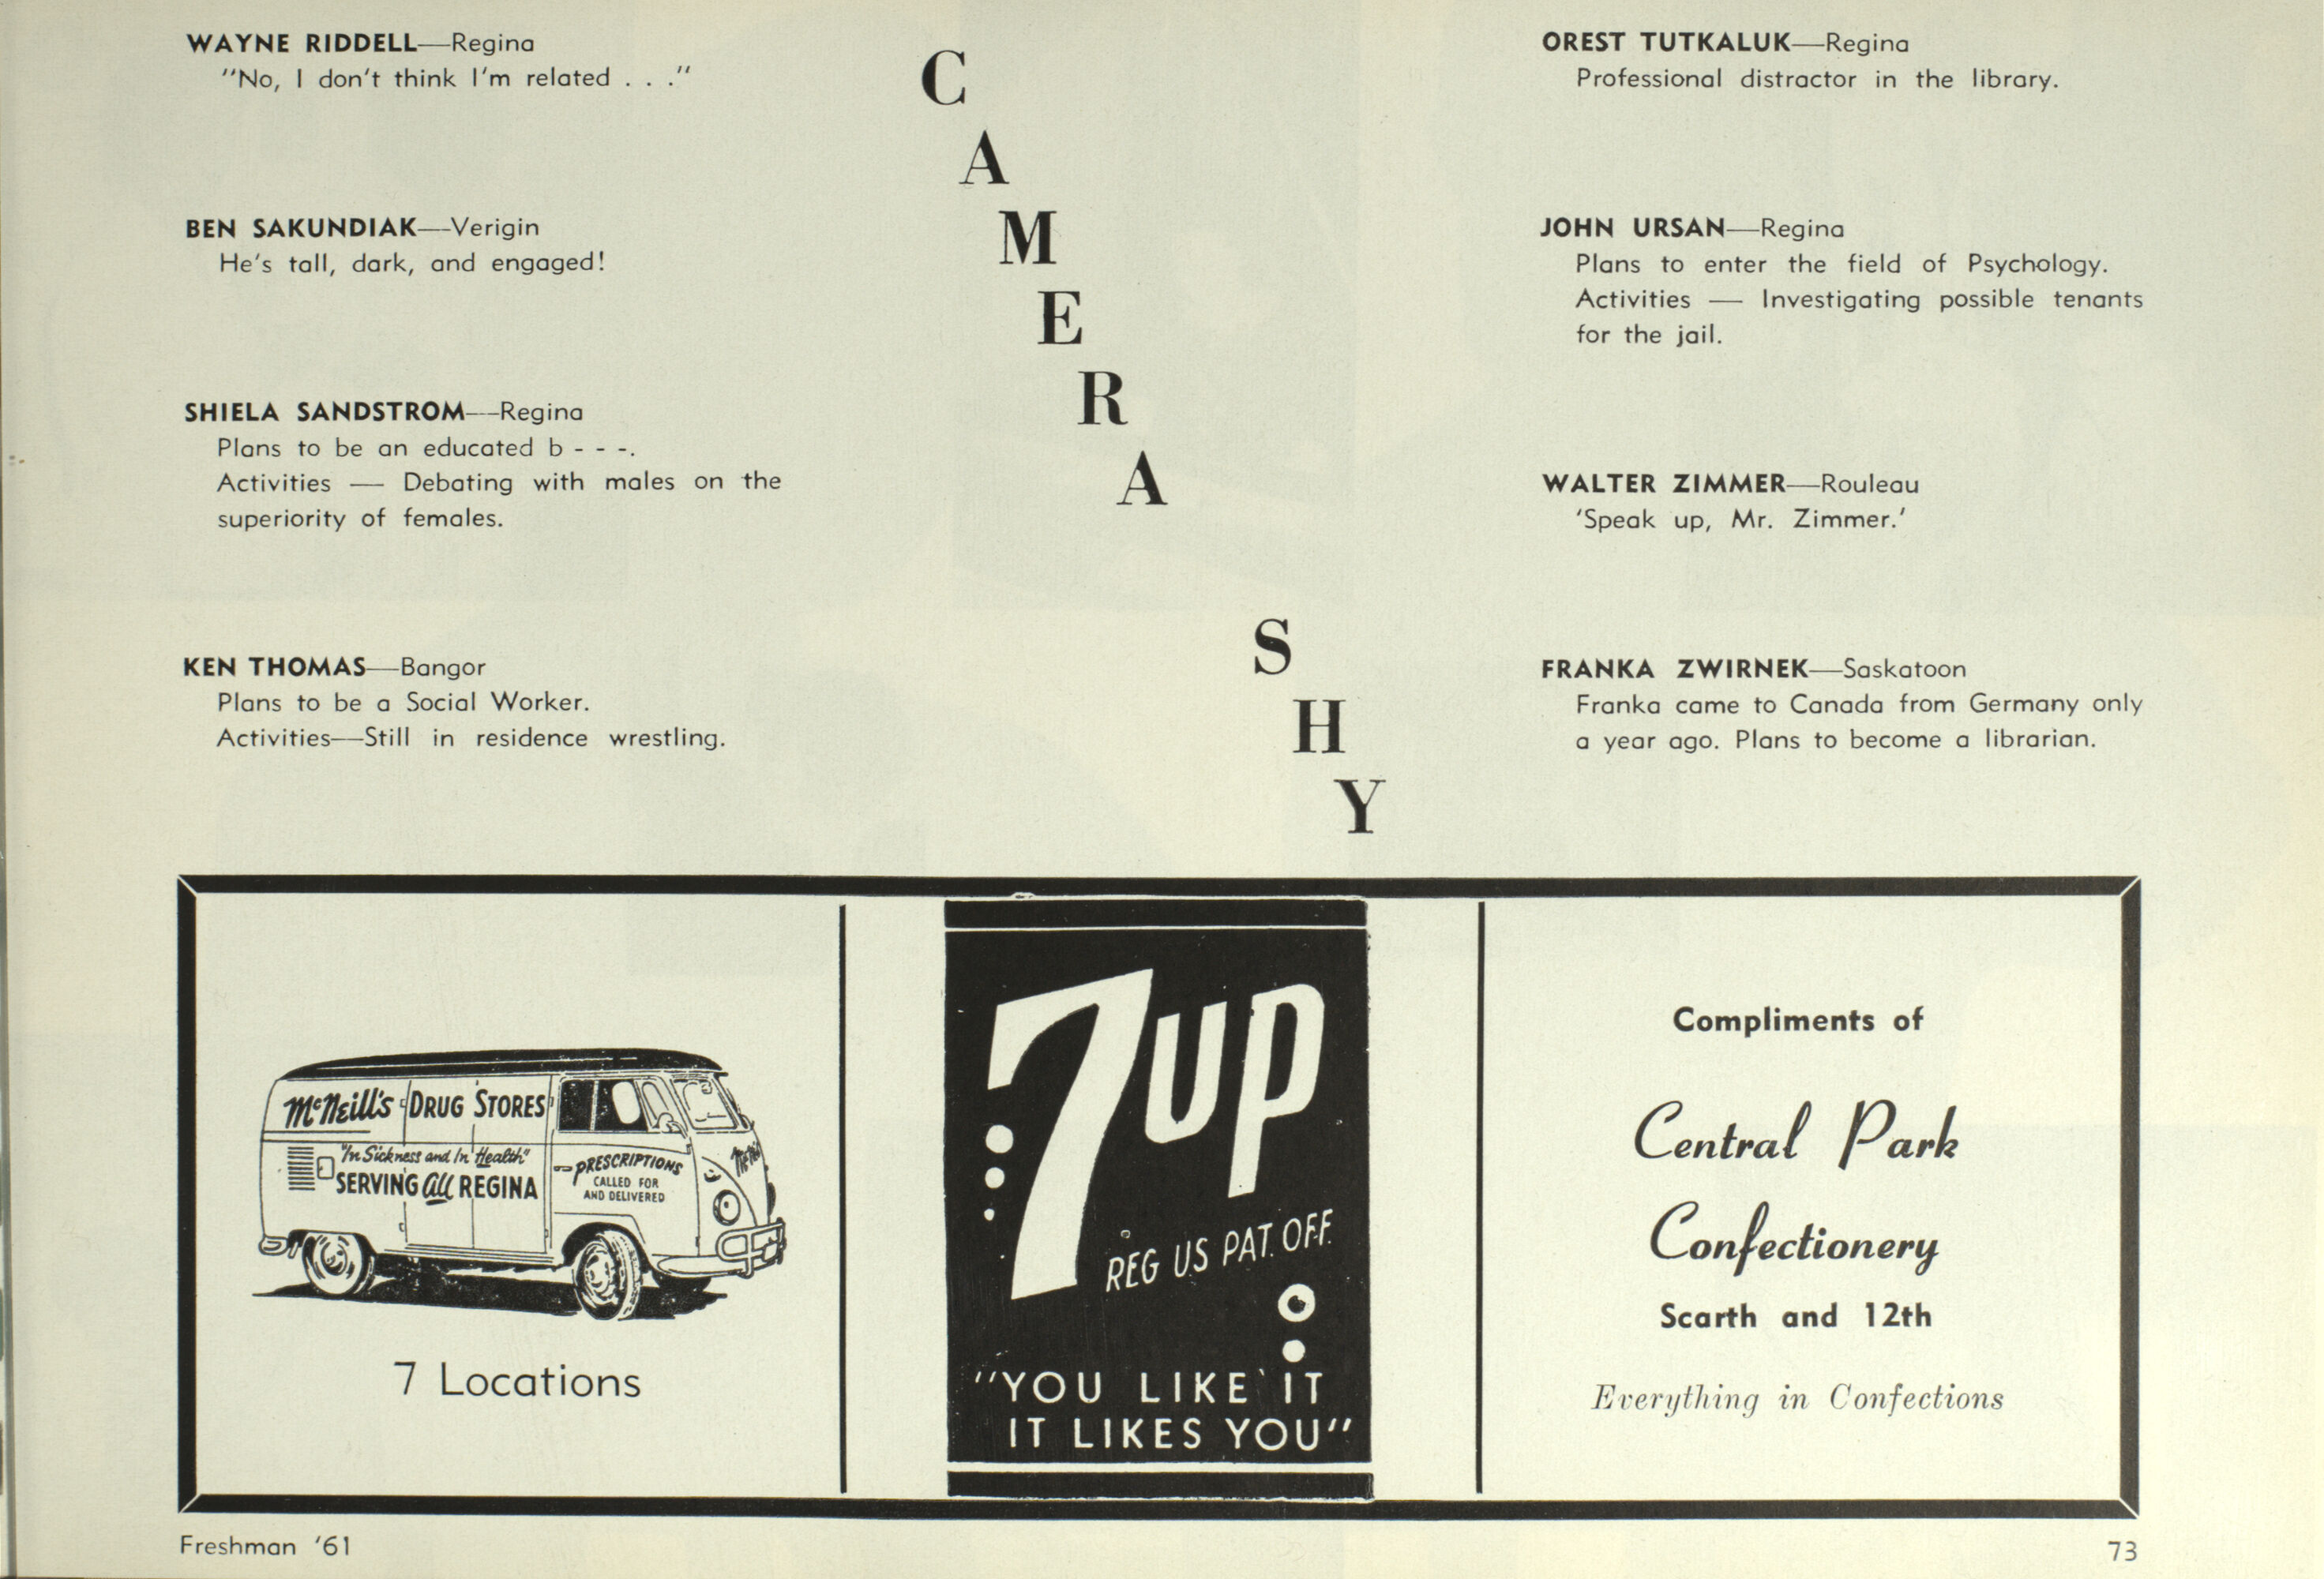 WAYNE RIDDELL—Regina
"No, I don't think I'm related . . ."
BEN SAKUNDIAK—Verigin
He's tall, dark, and engaged!
SHIELA SANDSTROM—Regina
Plans to be an educated b - - -.
Activities — Debating with males on the
superiority of females.
KEN THOMAS—Bangor
Plans to be a Social Worker.
Activities—Still in residence wrestling.
CAMERA
SHY
OREST TUTKALUK—Regina
Professional distractor in the library.
JOHN URSAN—Regina
Plans to enter the field of Psychology.
Activities — Investigating possible tenants
for the jail.
WALTER ZIMMER—Rouleau
'Speak up, Mr. Zimmer.'
FRANKA ZWIRNEK—Saskatoon
Franka came to Canada from Germany only
a year ago. Plans to become a librarian.
McNeill's DRUG STORES
"In Sickness and In Health"
SERVING All REGINA
PRESCRIPTIONS
CALLED FOR
AND DELIVERED
7 Locations
7up
REG US PAT. OFF.
"YOU LIKE IT
IT LIKES YOU"
Compliments of
Central Park
Confectionery
Scarth and 12th
Everything in Confections
Freshman '61
73